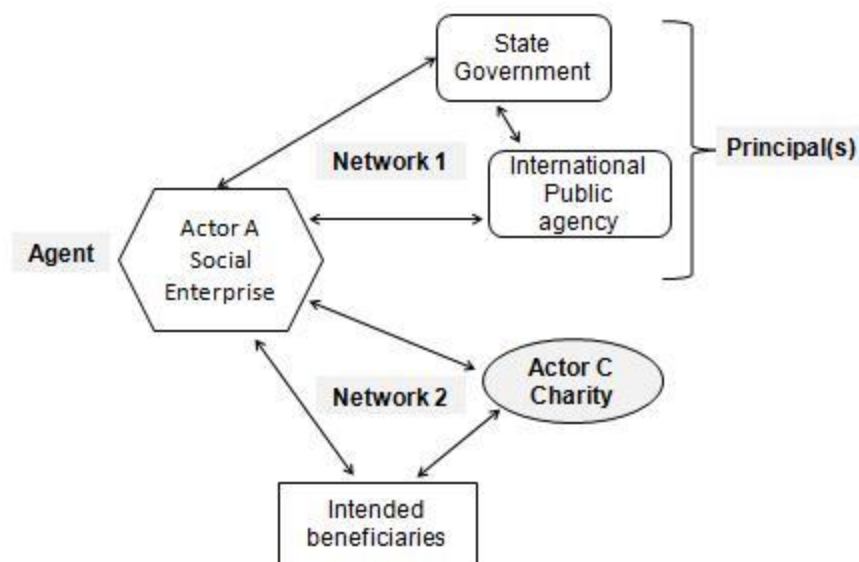 State
Government
Network 1
International
Public
agency
Principal(s)
Agent
Actor A
Social
Enterprise
Actor C
Charity
Network 2
Intended
beneficiaries